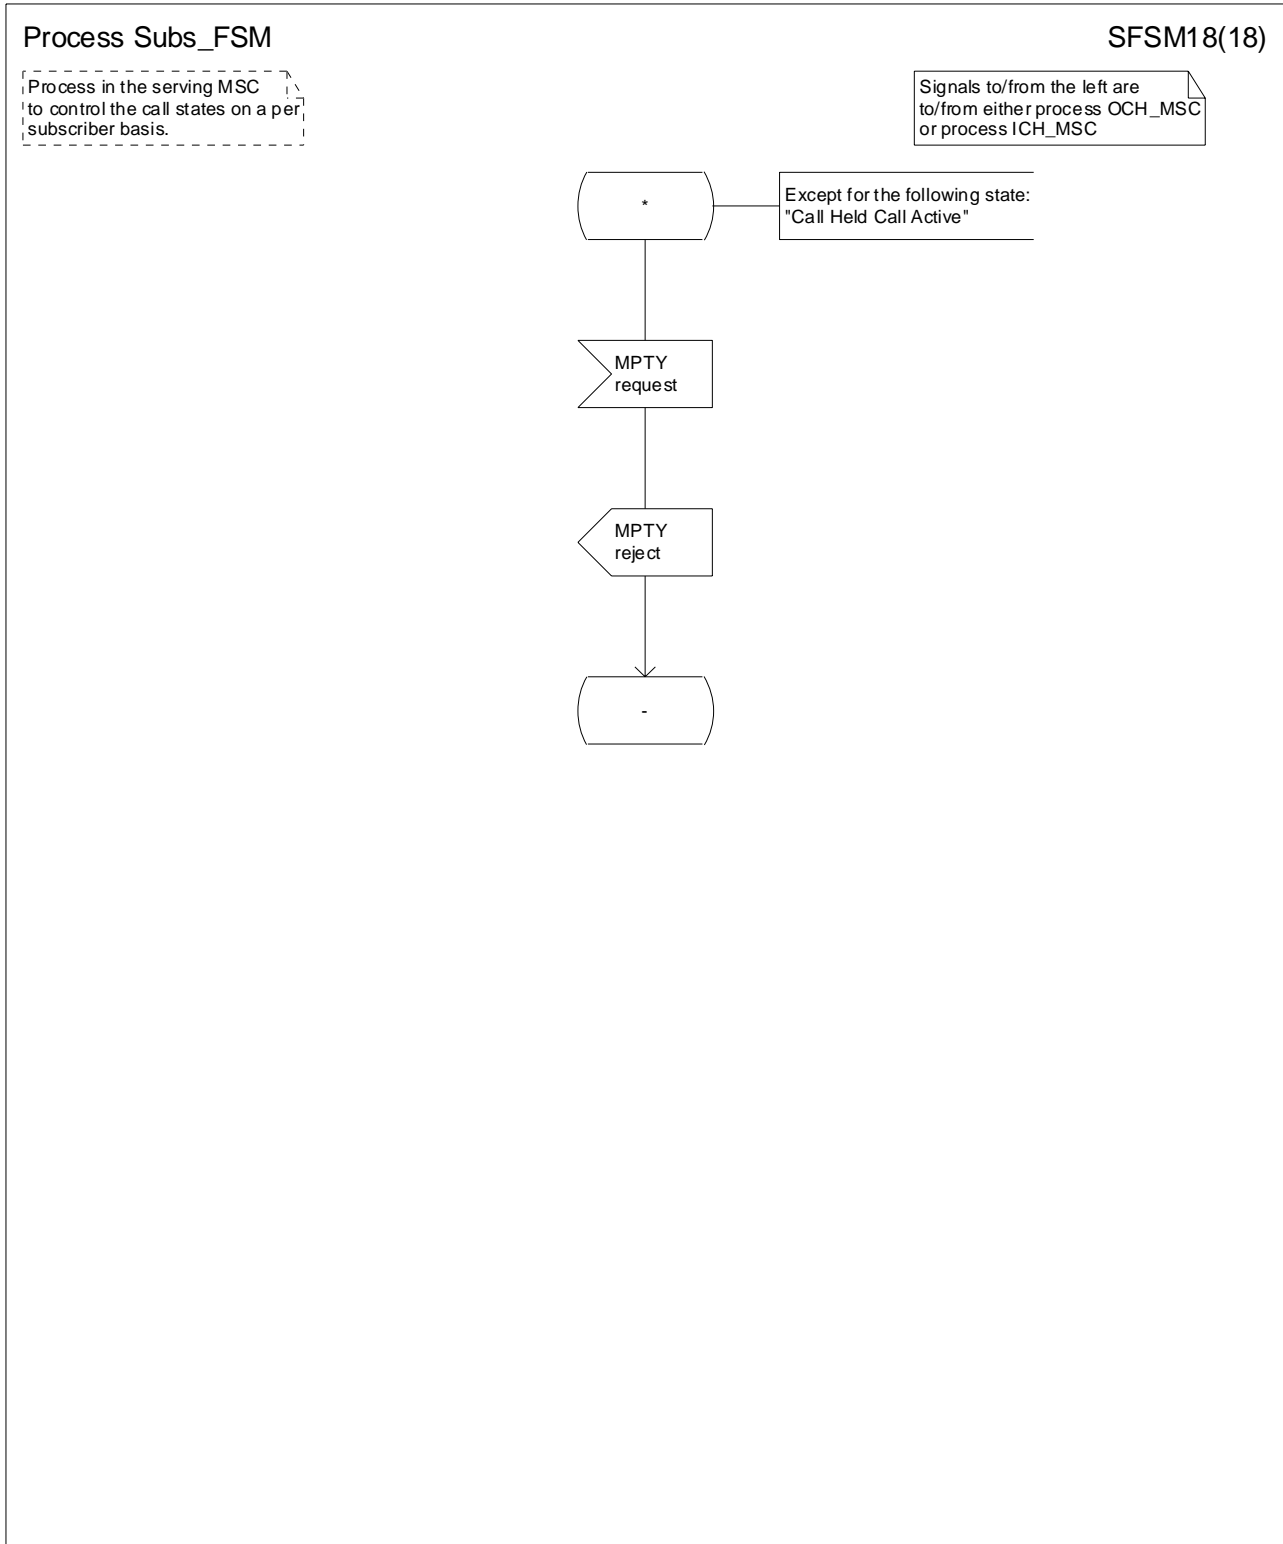 Process Subs_FSM
SFSM18(18)
Process in the serving MSC
to control the call states on a per
subscriber basis.
Signals to/from the left are
to/from either process OCH_MSC
or process ICH_MSC
*
Except for the following state:
"Call Held Call Active"
MPTY
request
MPTY
reject
-